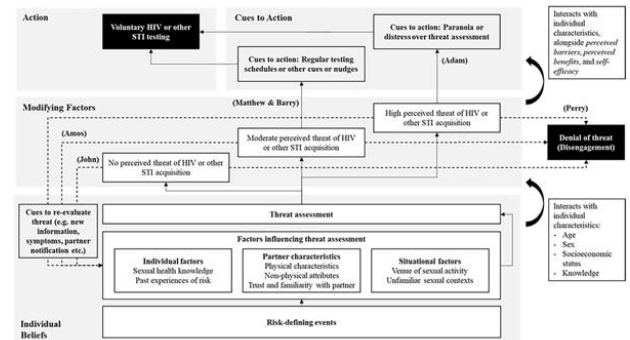 Action
Voluntary HIV or other
STI testing
Cues to Action
Cues to action: Paranoia or
distress over threat assessment
Cues to action: Regular testing
schedules or other cues or nudges
(Adam)
Interacts with
individual
characteristics,
alongside perceived
barriers, perceived
benefits, and self-
efficacy
Modifying Factors
(Matthew & Barry)
High perceived threat of HIV or
other STI acquisition
(Perry)
(Amos)
Moderate perceived threat of HIV
or other STI acquisition
Denial of threat
(Disengagement)
(John)
No perceived threat of HIV or other
STI acquisition
Cues to re-evaluate
threat (e.g. new
information,
symptoms, partner
notification etc.)
Threat assessment
Factors influencing threat assessment
Individual factors
Sexual health knowledge
Past experiences of risk
Partner characteristics
Physical characteristics
Non-physical attributes
Trust and familiarity with partner
Situational factors
Venue of sexual activity
Unfamiliar sexual contexts
Interacts with
individual
characteristics:
- Age
- Sex
- Socioeconomic
status
- Knowledge
Individual
Beliefs
Risk-defining events